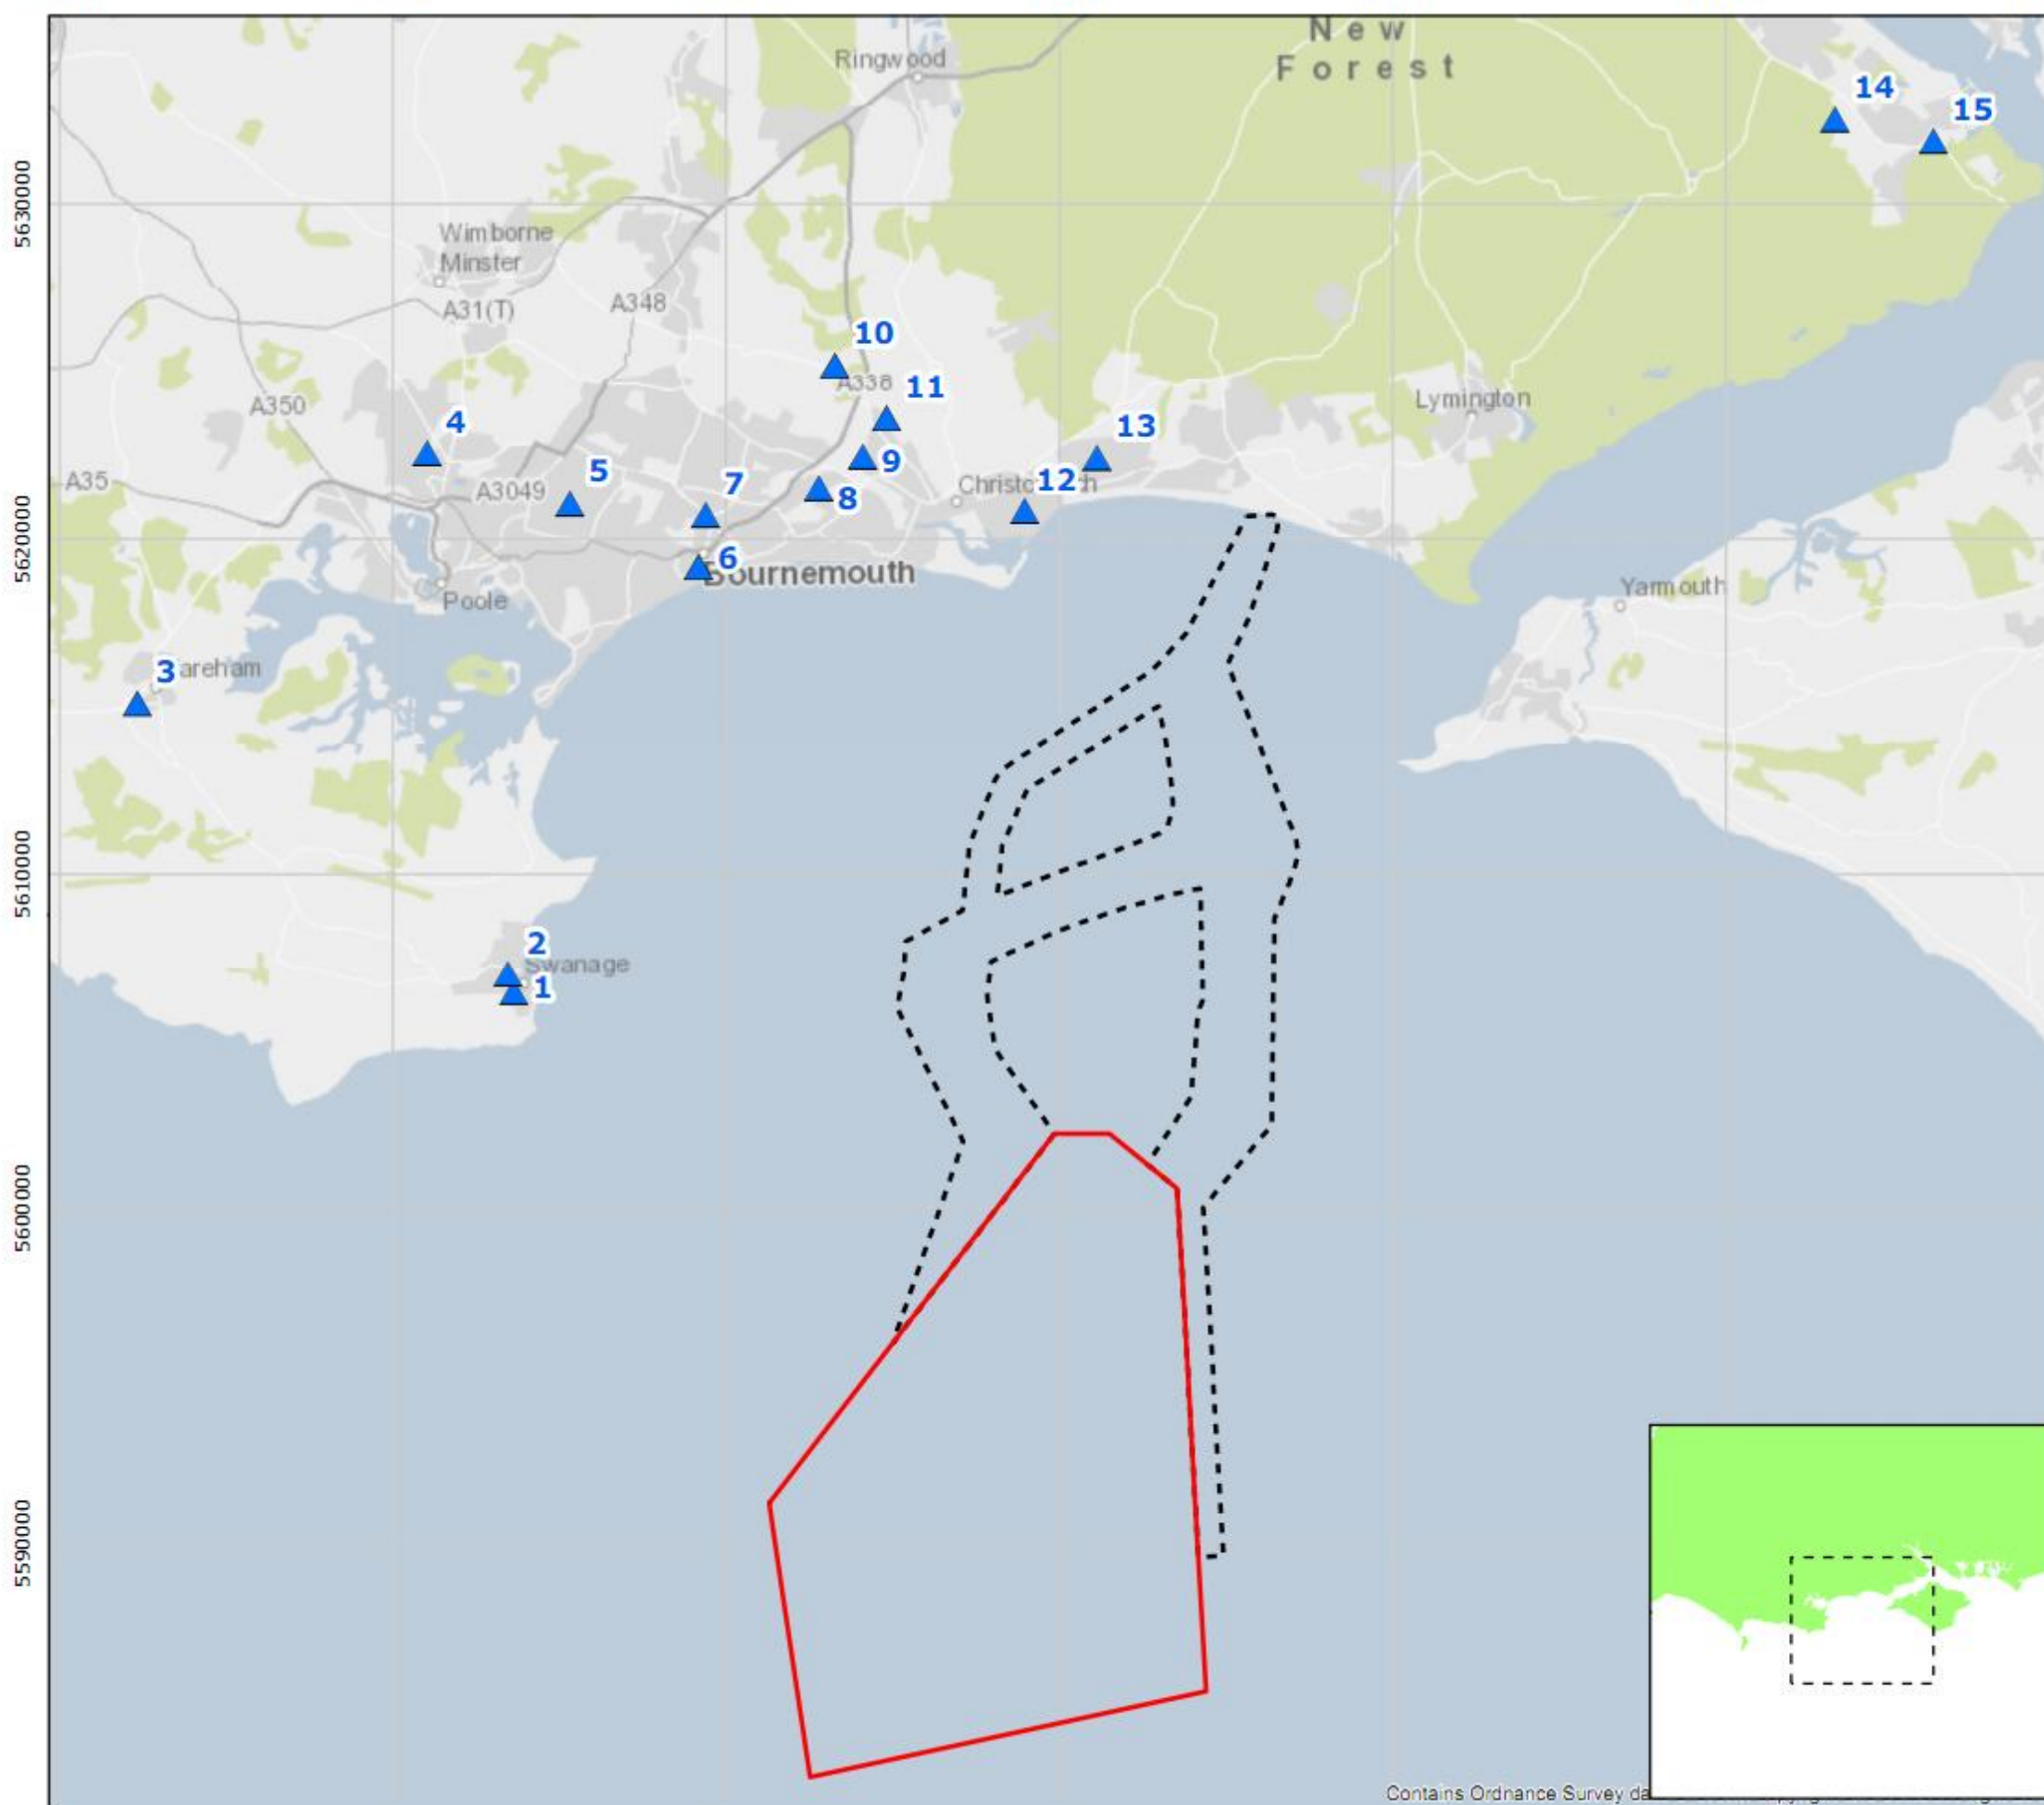 New
Forest
Ringwood
14
15
5630000
Wimborne
Minster
A31(T)
A348
10
A338
11
A350
4
Lymington
13
A35
5
A3049
7
9
8
Christc h
12
5620000
6
Bournemouth
Yarmouth
Poole
3
areham
5610000
2
Swanage
1
5600000
5590000
Contains Ordnance Survey da